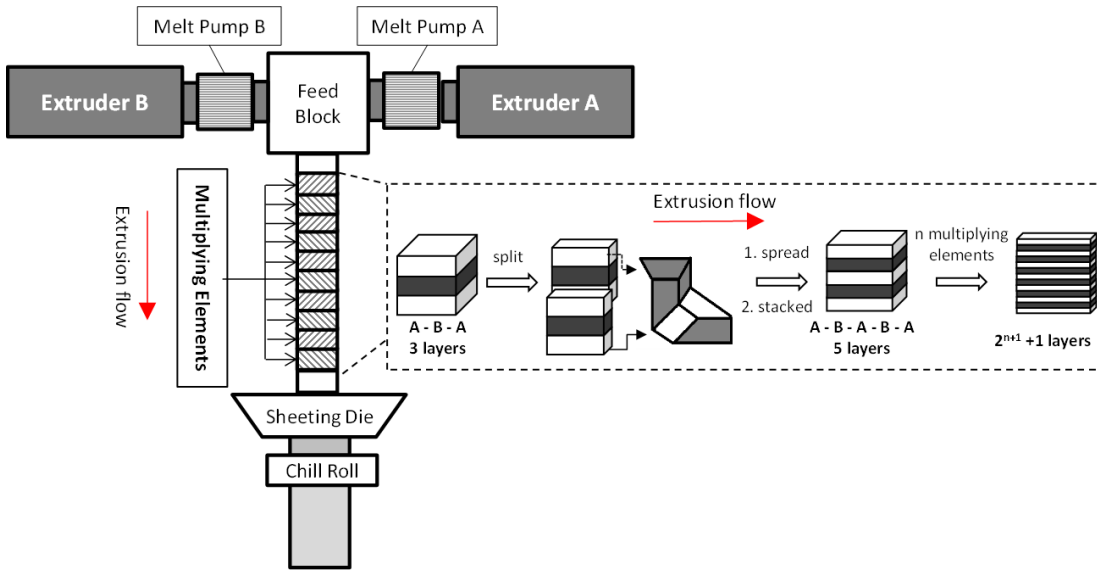 Melt Pump B
Melt Pump A
Extruder B
Feed
Block
Extruder A
Multiplying Elements
Extrusion flow
Extrusion flow
split
1. spread
2. stacked
n multiplying
elements
A - B - A
3 layers
A - B - A - B - A
5 layers
2ⁿ⁺¹ +1 layers
Sheeting Die
Chill Roll